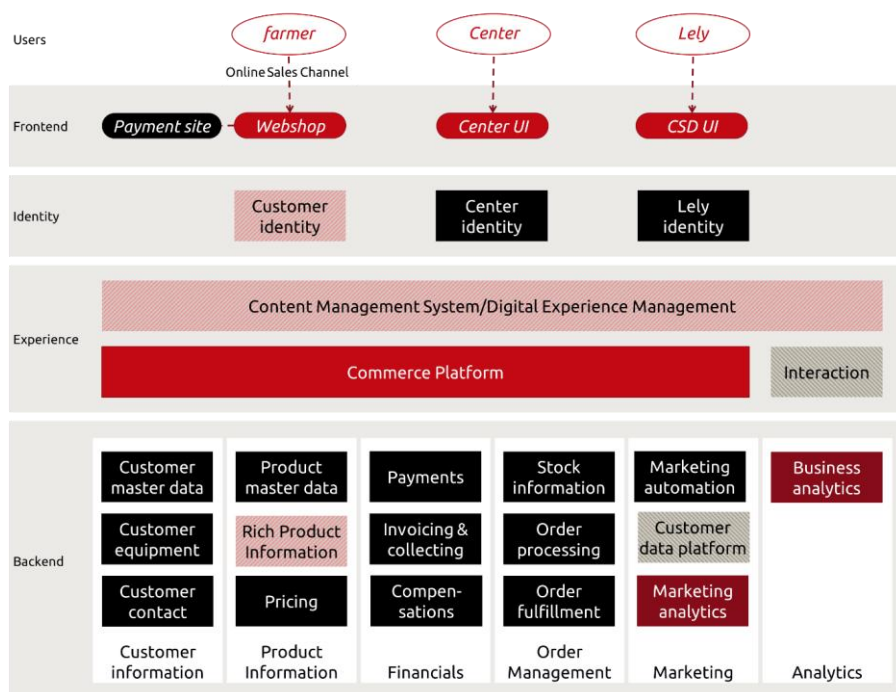 Users
farmer
Center
Lely
Online Sales Channel
Frontend
Payment site
Webshop
Center UI
CSD UI
Identity
Customer
identity
Center
identity
Lely
identity
Experience
Content Management System/Digital Experience Management
Commerce Platform
Interaction
Backend
Customer
master data
Product
master data
Payments
Stock
information
Marketing
automation
Business
analytics
Customer
equipment
Rich Product
Information
Invoicing &
collecting
Order
processing
Customer
data platform
Customer
contact
Pricing
Compen-
sations
Order
fulfillment
Marketing
analytics
Customer
information
Product
Information
Financials
Order
Management
Marketing
Analytics